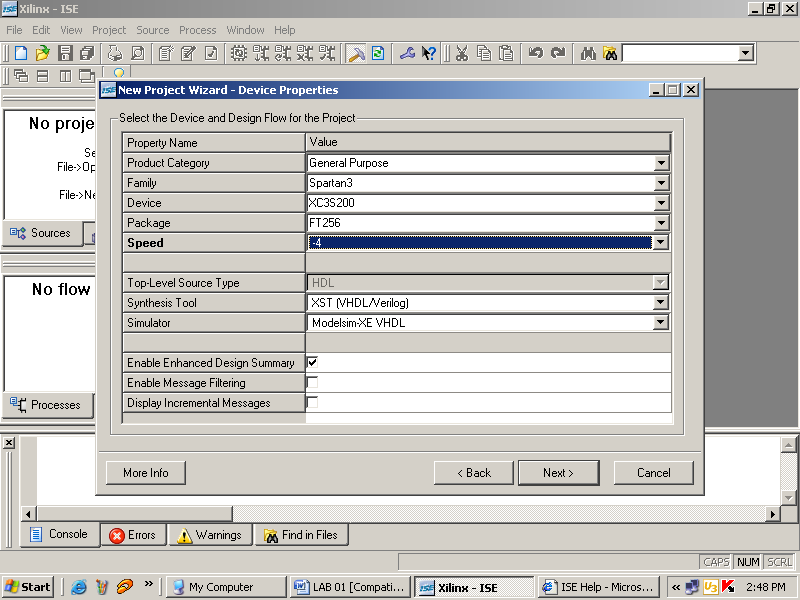 ISE Xilinx - ISE
File Edit View Project Source Process Window Help
ISE New Project Wizard - Device Properties
Select the Device and Design Flow for the Project
Property Name Value
Product Category General Purpose
Family Spartan3
Device XC3S200
Package FT256
Speed -4
Top-Level Source Type HDL
Synthesis Tool XST (VHDL/Verilog)
Simulator Modelsim-XE VHDL
Enable Enhanced Design Summary
Enable Message Filtering
Display Incremental Messages
More Info < Back Next > Cancel
No proje
Se
File->Op
File->Ne
Sources
No flow
Processes
Console Errors Warnings Find in Files
CAPS NUM SCRL
Start » My Computer LAB 01 [Compati... ISE Xilinx - ISE ISE Help - Micros... « 2:48 PM